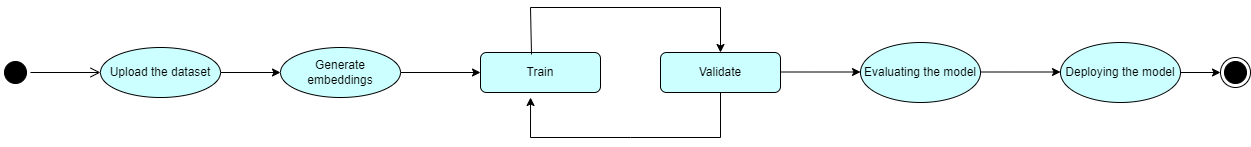 Upload the dataset
Generate
embeddings
Train
Validate
Evaluating the model
Deploying the model